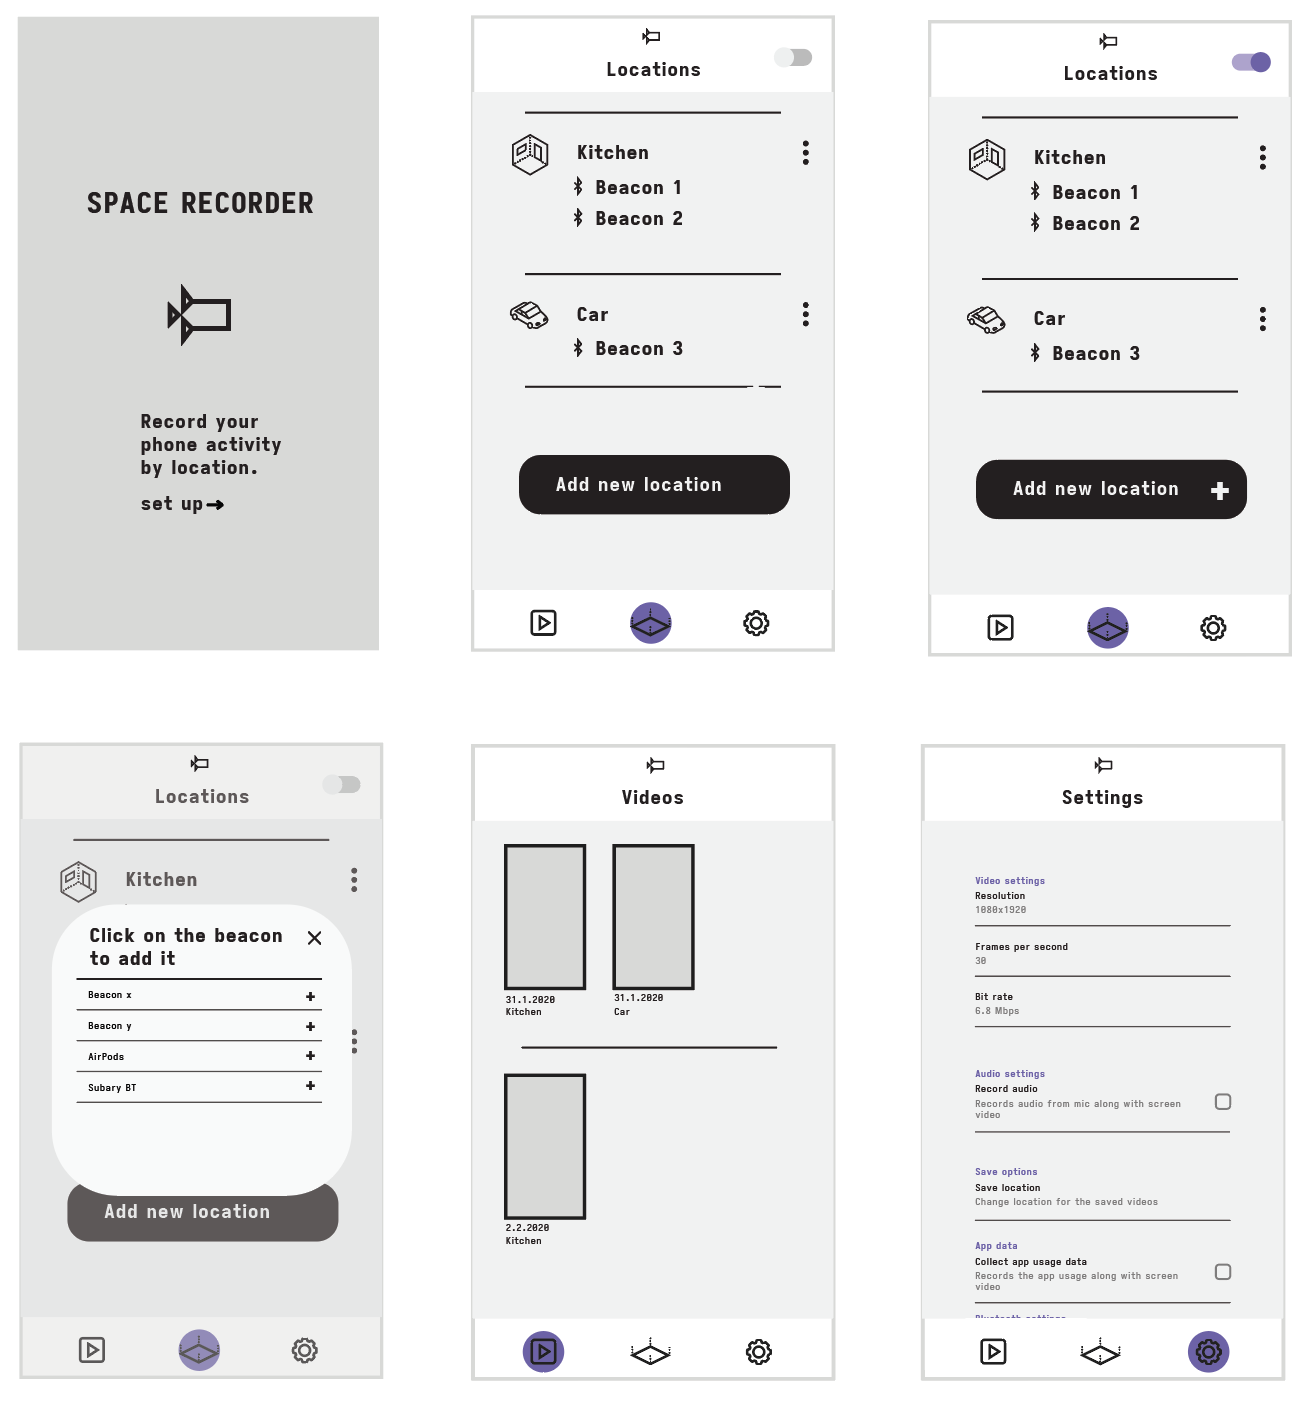 SPACE RECORDER
Record your
phone activity
by location.
set up→
Locations
Kitchen
Beacon 1
Beacon 2
Car
Beacon 3
Add new location
Locations
Kitchen
Beacon 1
Beacon 2
Car
Beacon 3
Add new location +
Locations
Kitchen
Click on the beacon
to add it
Beacon x +
Beacon y +
AirPods +
Subary BT +
Add new location
Videos
31.1.2020
Kitchen
31.1.2020
Car
2.2.2020
Kitchen
Settings
Video settings
Resolution
1080x1920
Frames per second
30
Bit rate
6.8 Mbps
Audio settings
Record audio
Records audio from mic along with screen
video
Save options
Save location
Change location for the saved videos
App data
Collect app usage data
Records the app usage along with screen
video
Bluetooth settings